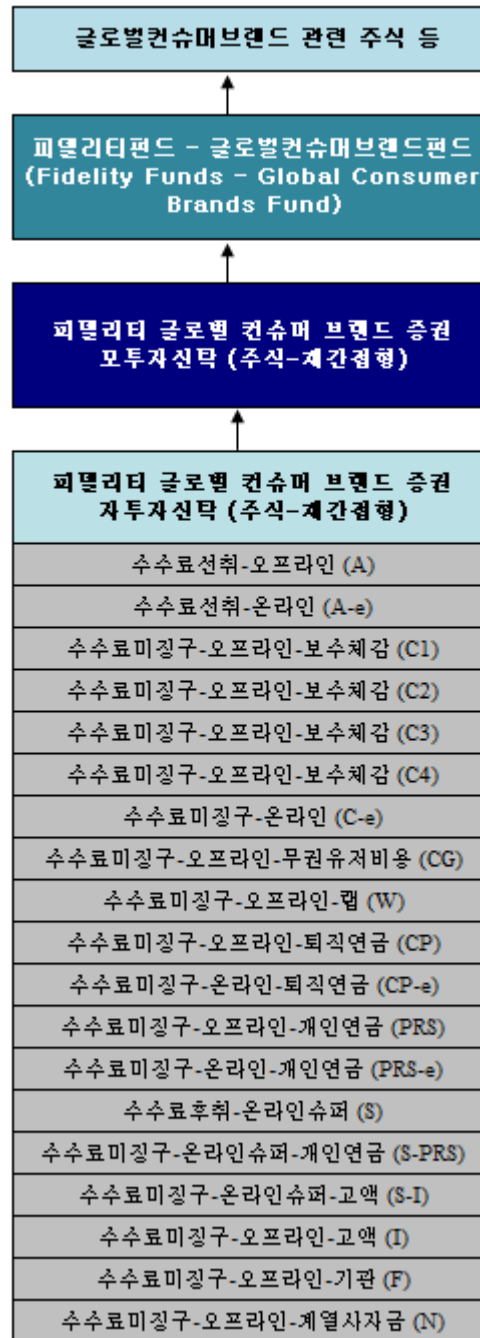 글로벌컨슈머브랜드 관련 주식 등
피델리티펀드 - 글로벌컨슈머브랜드펀드
(Fidelity Funds - Global Consumer
Brands Fund)
피델리티 글로벌 컨슈머 브랜드 증권
모투자신탁 (주식-재간접형)
피델리티 글로벌 컨슈머 브랜드 증권
자투자신탁 (주식-재간접형)
수수료선취-오프라인 (A)
수수료선취-온라인 (A-e)
수수료미징구-오프라인-보수체감 (C1)
수수료미징구-오프라인-보수체감 (C2)
수수료미징구-오프라인-보수체감 (C3)
수수료미징구-오프라인-보수체감 (C4)
수수료미징구-온라인 (C-e)
수수료미징구-오프라인-무권유저비용 (CG)
수수료미징구-오프라인-랩 (W)
수수료미징구-오프라인-퇴직연금 (CP)
수수료미징구-온라인-퇴직연금 (CP-e)
수수료미징구-오프라인-개인연금 (PRS)
수수료미징구-온라인-개인연금 (PRS-e)
수수료후취-온라인슈퍼 (S)
수수료미징구-온라인슈퍼-개인연금 (S-PRS)
수수료미징구-온라인슈퍼-고액 (S-I)
수수료미징구-오프라인-고액 (I)
수수료미징구-오프라인-기관 (F)
수수료미징구-오프라인-계열사자금 (N)